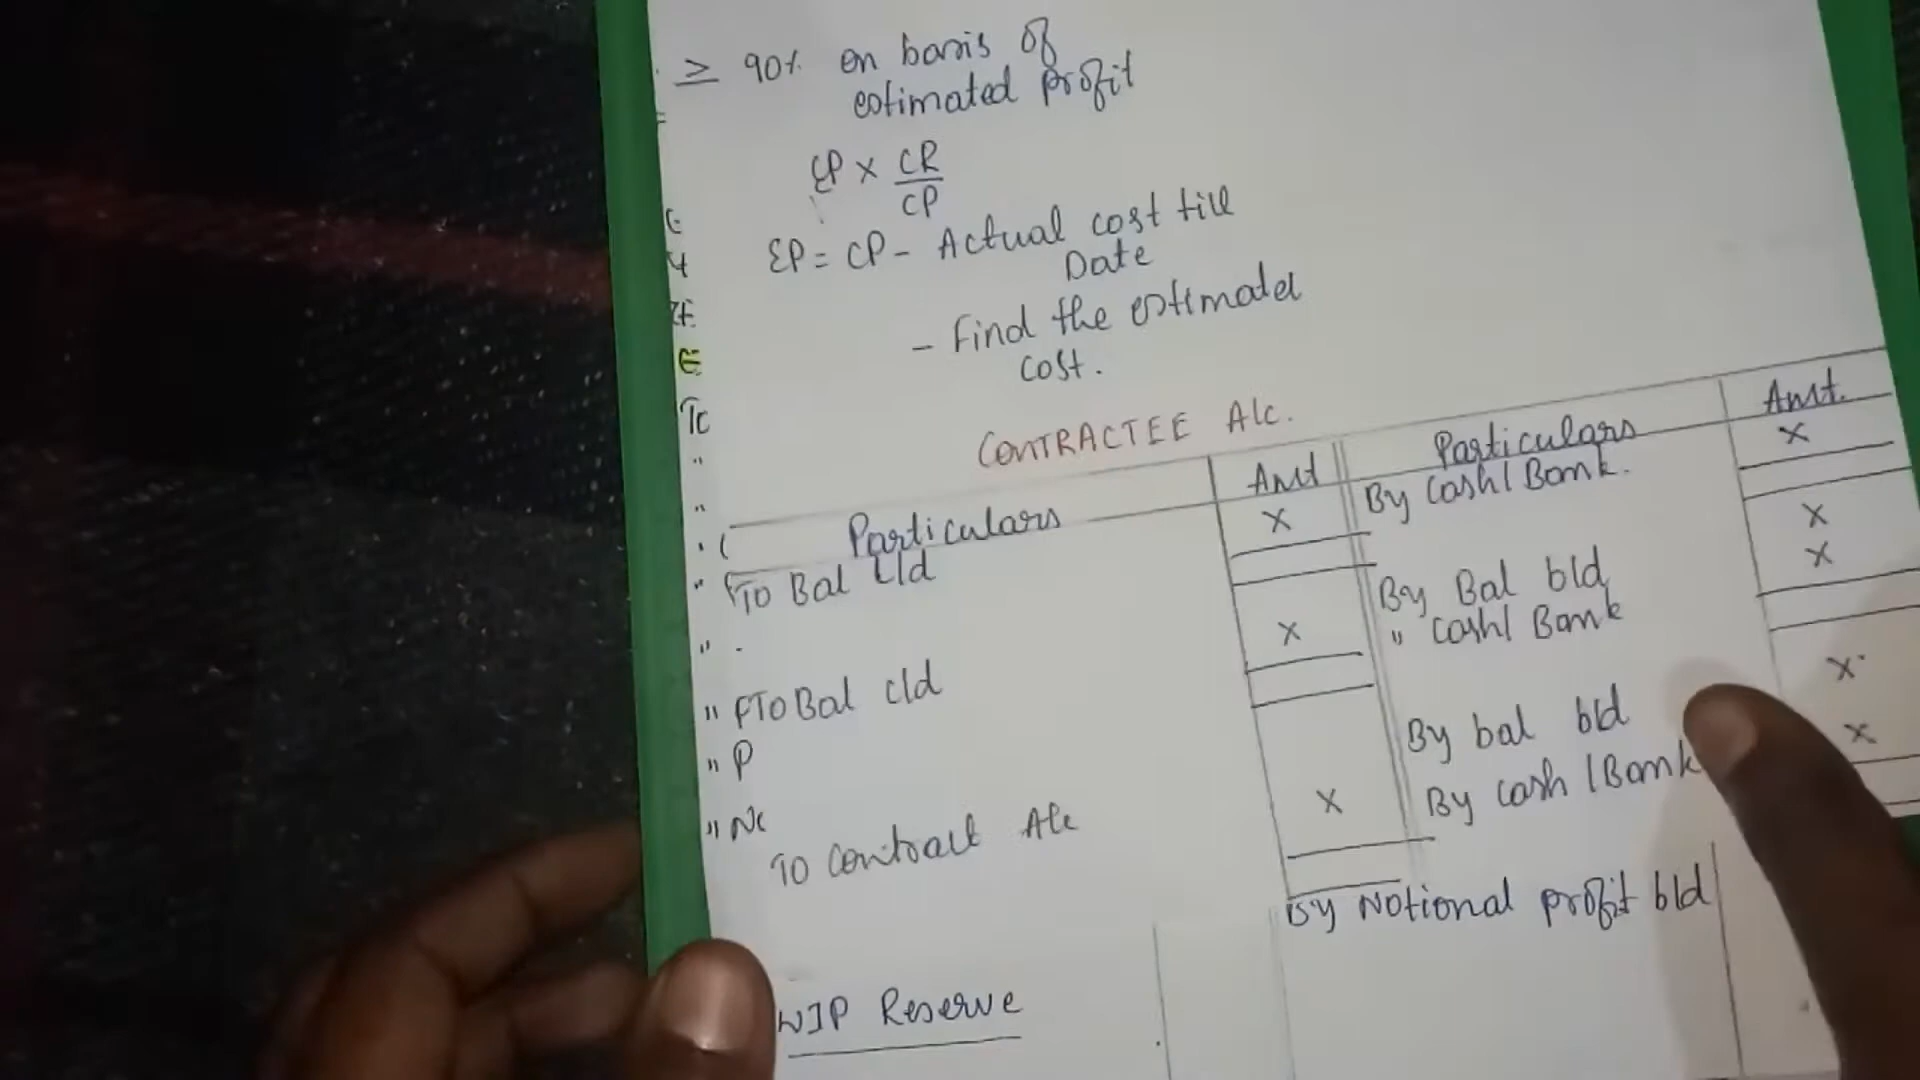 ≥ 90% on basis of
estimated profit
EP x CR
CP
EP = CP - Actual cost till
Date
- Find the estimated
cost.
CONTRACTEE A/c.
Particulars Amt Particulars Amt.
To Bal c/d x By Cash/Bank. x
By Bal b/d x
To Bal c/d x " Cash/ Bank x
By bal b/d x
To Contract A/c x By Cash/Bank x
By Notional profit b/d
WIP Reserve